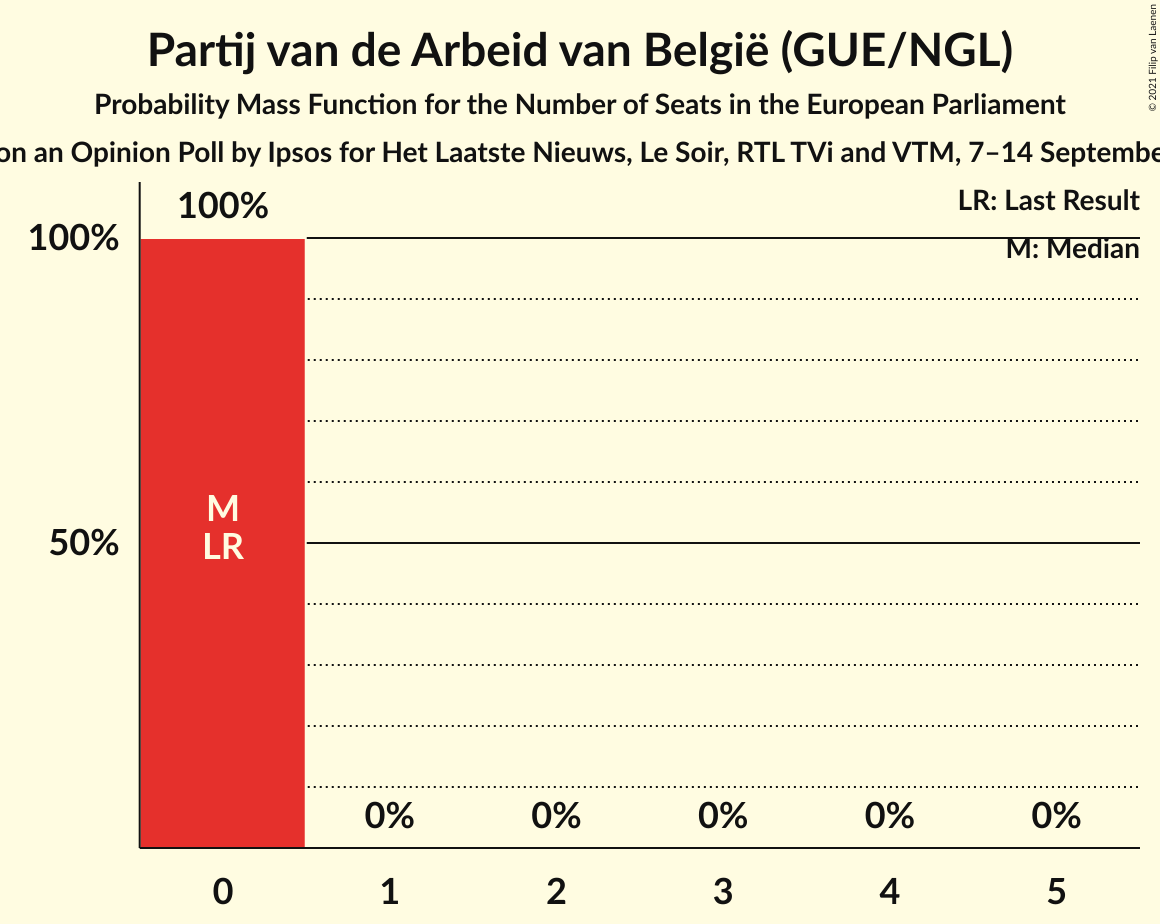 Partij van de Arbeid van België (GUE/NGL)
Probability Mass Function for the Number of Seats in the European Parliament
on an Opinion Poll by Ipsos for Het Laatste Nieuws, Le Soir, RTL TVi and VTM, 7–14 Septembe
© 2021 Filip van Laenen
LR: Last Result
M: Median
100%
100%
50%
M
LR
0% 0% 0% 0% 0%
0 1 2 3 4 5